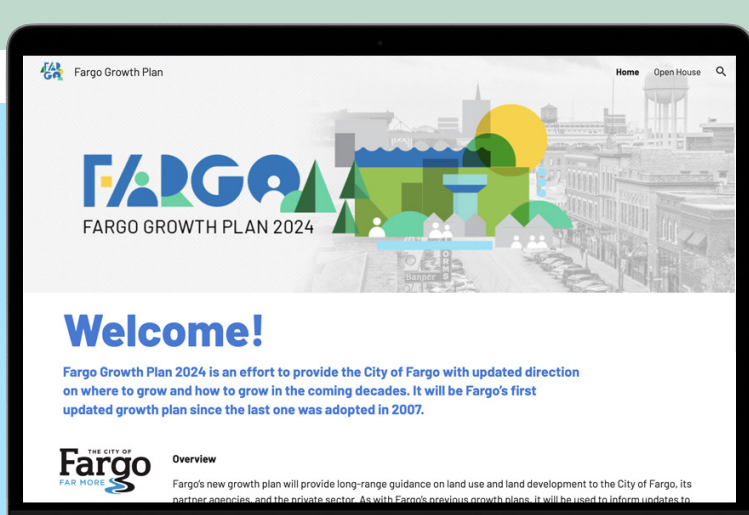 FARGO
Fargo Growth Plan
Home
Open House
FARGO
FARGO GROWTH PLAN 2024
Banner
Welcome!
Fargo Growth Plan 2024 is an effort to provide the City of Fargo with updated direction
on where to grow and how to grow in the coming decades. It will be Fargo's first
updated growth plan since the last one was adopted in 2007.
THE CITY OF
Fargo
FAR MORE
Overview
Fargo's new growth plan will provide long-range guidance on land use and land development to the City of Fargo, its
partner agencies, and the private sector. As with Fargo's previous growth plans, it will be used to inform updates to